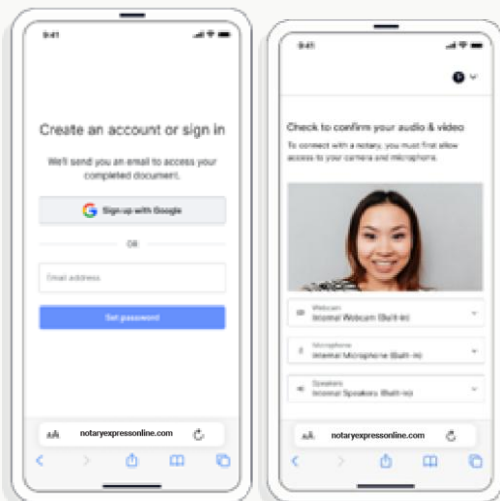 9:41
Create an account or sign in
We'll send you an email to access your
completed document.
Sign up with Google
OR
Email address
Set password
AA notaryexpressonline.com
9:41
Check to confirm your audio & video
To connect with a notary, you must first allow
access to your camera and microphone.
Webcam
Internal Webcam (Built-in)
Microphone
Internal Microphone (Built-in)
Speakers
Internal Speakers (Built-in)
AA notaryexpressonline.com